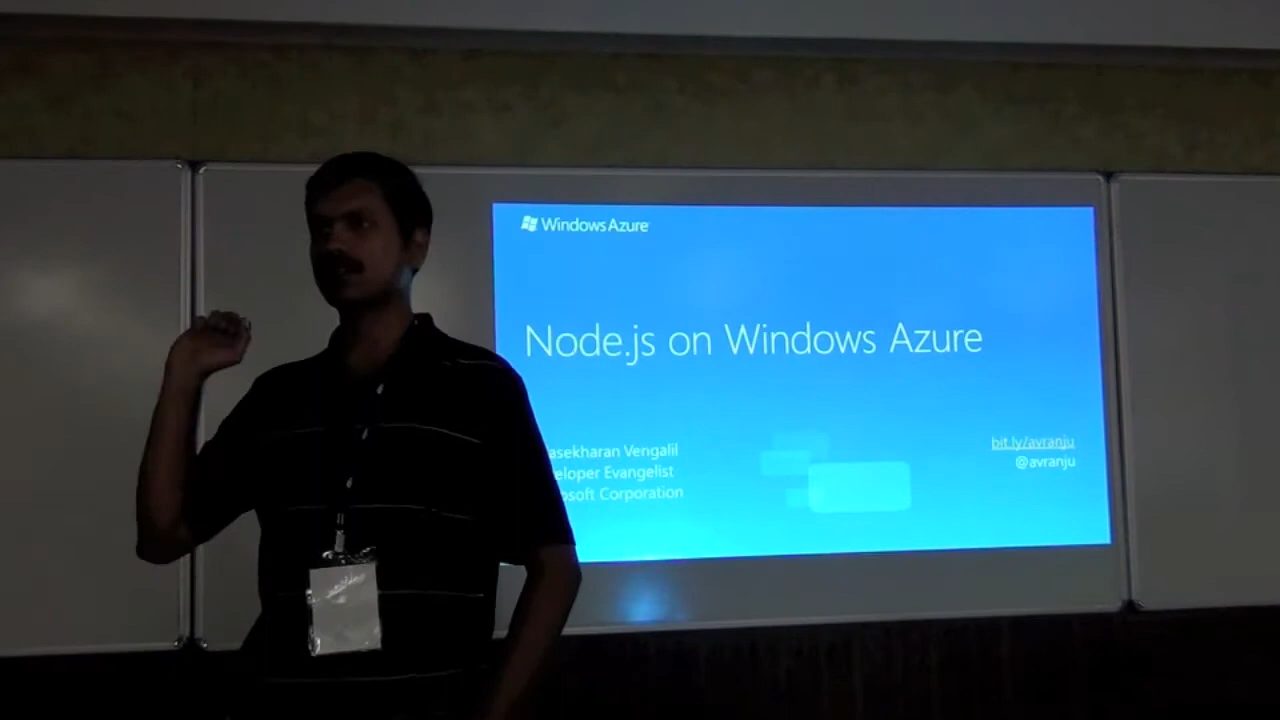 Windows Azure
Node.js on Windows Azure
asekharan Vengalil
eloper Evangelist
osoft Corporation
bit.ly/avranju
@avranju